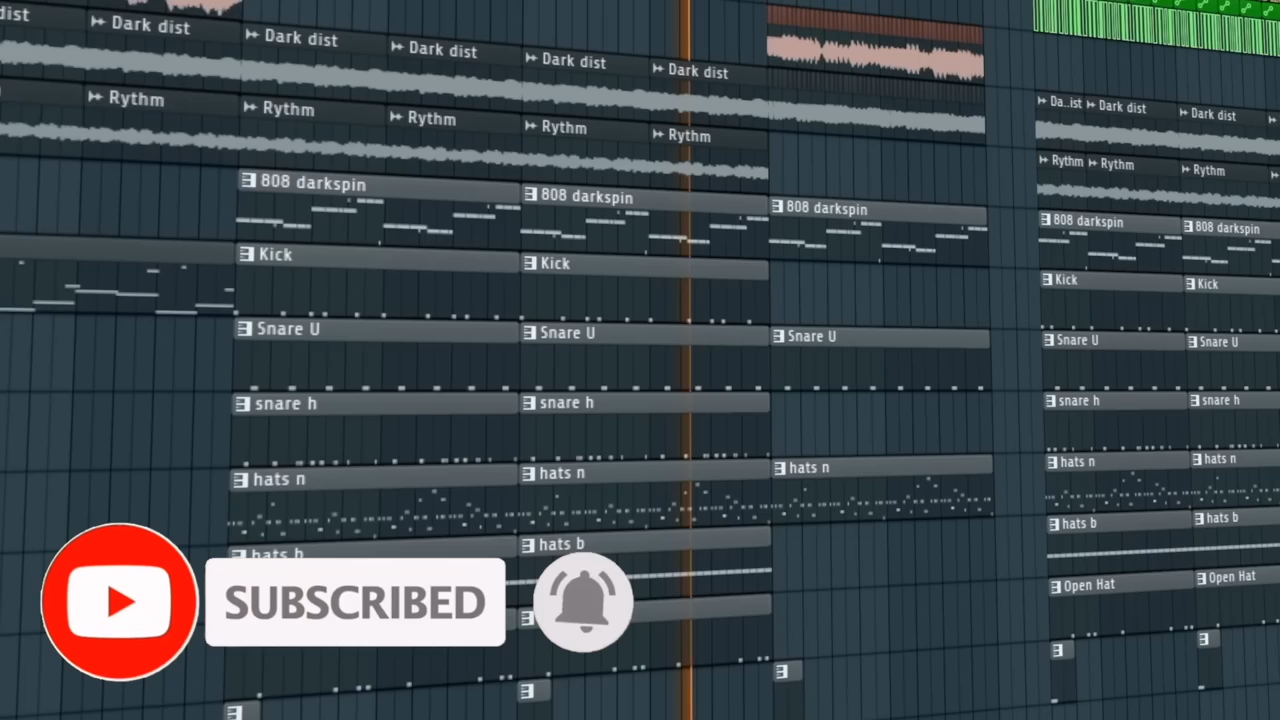 dist
Dark dist Dark dist Dark dist Dark dist Dark dist
Rythm Rythm Rythm Rythm Rythm
Da..ist Dark dist Dark dist
Rythm Rythm Rythm
808 darkspin 808 darkspin 808 darkspin 808 darkspin 808 darkspin
Kick Kick Kick Kick
Snare U Snare U Snare U Snare U Snare U
snare h snare h snare h snare h
hats n hats n hats n hats n hats n
hats b hats b hats b hats b
Open Hat Open Hat
SUBSCRIBED